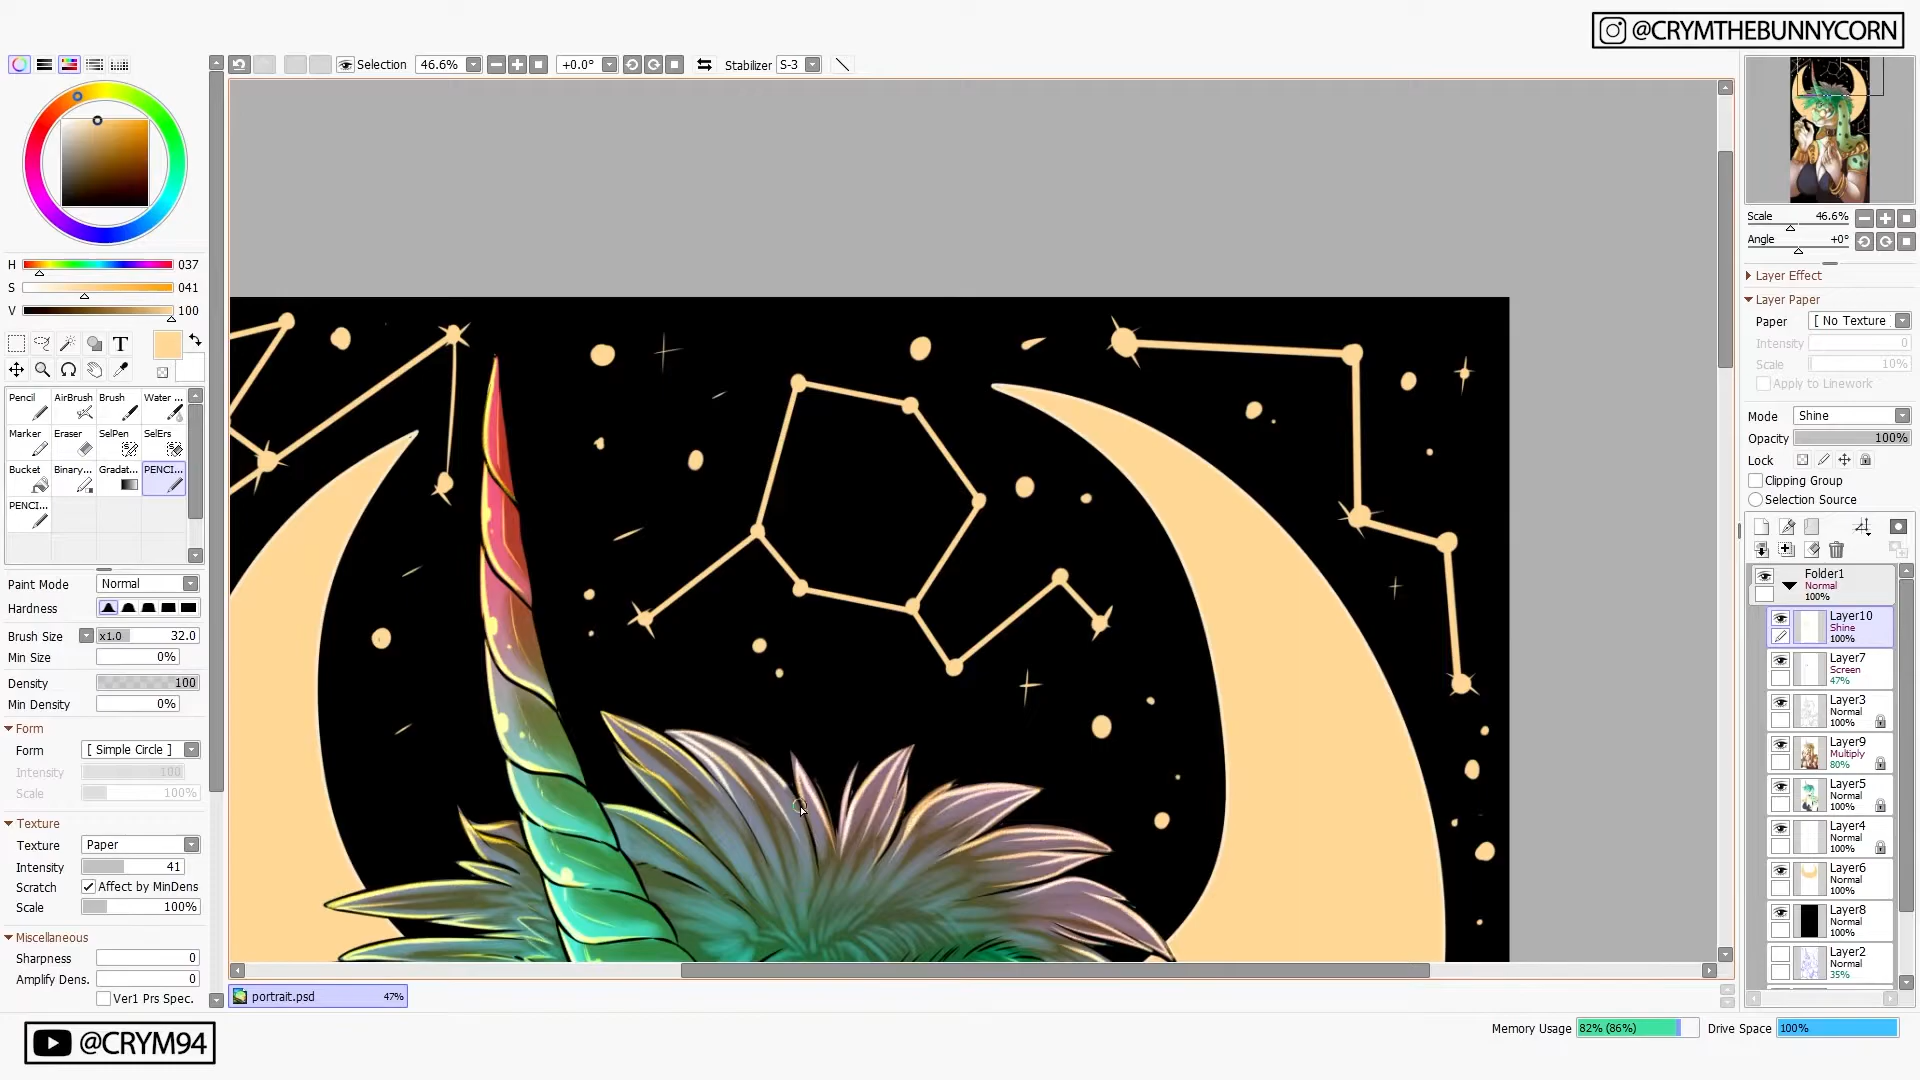 @CRYMTHEBUNNYCORN
Selection 46.6% +0.0° Stabilizer S-3
H 037
S 041
V 100
T
Pencil AirBrush Brush Water ...
Marker Eraser SelPen SelErs
Bucket Binary... Gradat... PENCI...
PENCI...
Paint Mode Normal
Hardness
Brush Size x1.0 32.0
Min Size 0%
Density 100
Min Density 0%
Form
Form [ Simple Circle ]
Intensity 100
Scale 100%
Texture
Texture Paper
Intensity 41
Scratch Affect by MinDens
Scale 100%
Miscellaneous
Sharpness 0
Amplify Dens. 0
Ver1 Prs Spec.
portrait.psd 47%
Scale 46.6%
Angle +0°
Layer Effect
Layer Paper
Paper [ No Texture
Intensity 0
Scale 10%
Apply to Linework
Mode Shine
Opacity 100%
Lock
Clipping Group
Selection Source
Folder1
Normal
100%
Layer10
Shine
100%
Layer7
Screen
47%
Layer3
Normal
100%
Layer9
Multiply
80%
Layer5
Normal
100%
Layer4
Normal
100%
Layer6
Normal
100%
Layer8
Normal
100%
Layer2
Normal
35%
Memory Usage 82% (86%) Drive Space 100%
@CRYM94